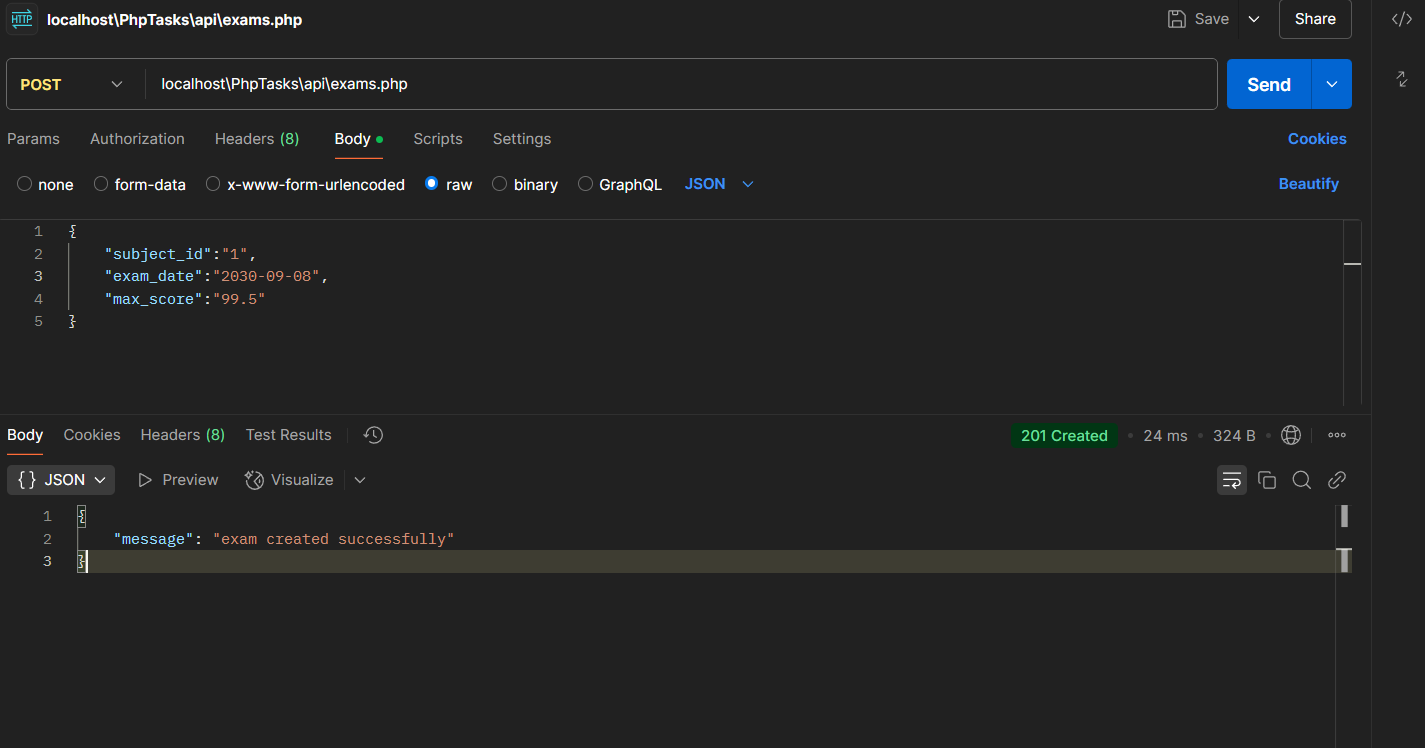 HTTP localhost\PhpTasks\api\exams.php Save Share
POST localhost\PhpTasks\api\exams.php Send
Params Authorization Headers (8) Body Scripts Settings Cookies
none form-data x-www-form-urlencoded raw binary GraphQL JSON Beautify
1 {
2 "subject_id":"1",
3 "exam_date":"2030-09-08",
4 "max_score":"99.5"
5 }
Body Cookies Headers (8) Test Results 201 Created 24 ms 324 B
{} JSON Preview Visualize
1 {
2 "message": "exam created successfully"
3 }